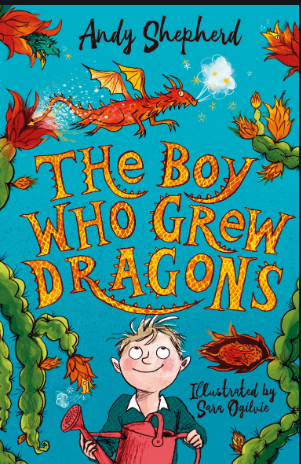 Andy Shepherd
THE BOY
WHO GREW
DRAGONS
Illustrated by
Sara Ogilvie